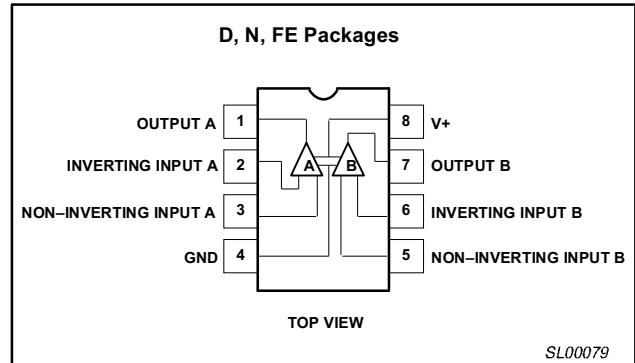 D, N, FE Packages
OUTPUT A 1
8 V+
INVERTING INPUT A 2
7 OUTPUT B
NON–INVERTING INPUT A 3
6 INVERTING INPUT B
GND 4
5 NON–INVERTING INPUT B
A B
TOP VIEW
SL00079